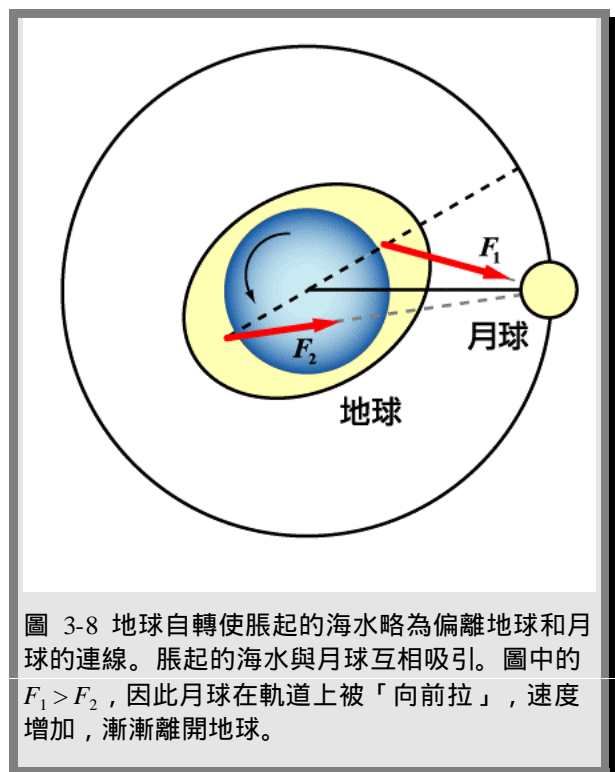 F₁
月球
F₂
地球
圖 3-8 地球自轉使脹起的海水略為偏離地球和月
球的連線。脹起的海水與月球互相吸引。圖中的
F₁ > F₂，因此月球在軌道上被「向前拉」，速度
增加，漸漸離開地球。